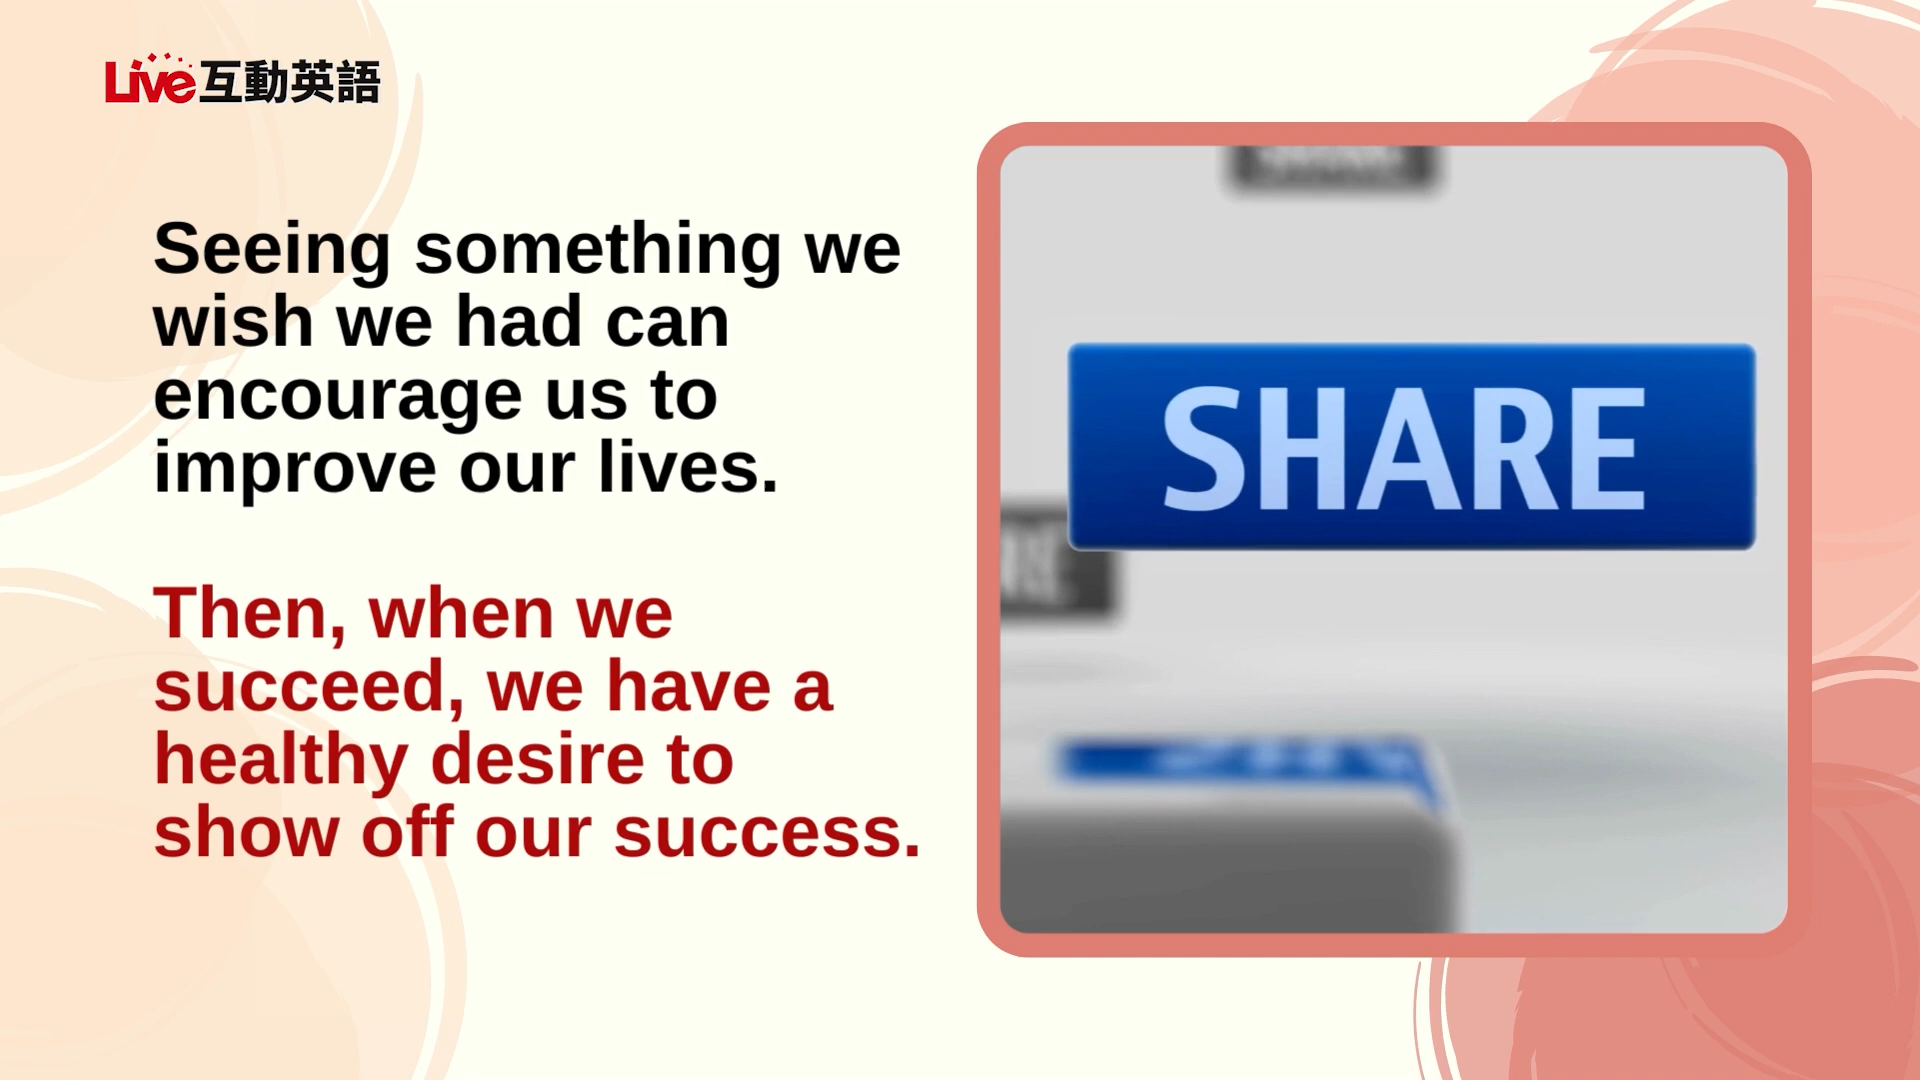 Live互動英語
Seeing something we
wish we had can
encourage us to
improve our lives.
Then, when we
succeed, we have a
healthy desire to
show off our success.
SHARE